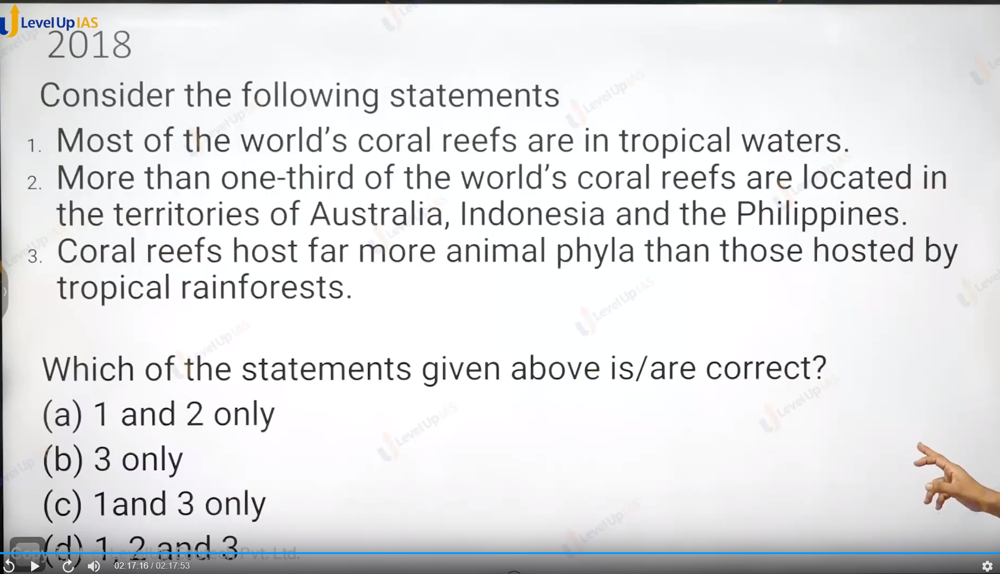 Level Up IAS
2018
Consider the following statements
1. Most of the world's coral reefs are in tropical waters.
2. More than one-third of the world's coral reefs are located in
the territories of Australia, Indonesia and the Philippines.
3. Coral reefs host far more animal phyla than those hosted by
tropical rainforests.
Which of the statements given above is/are correct?
(a) 1 and 2 only
(b) 3 only
(c) 1and 3 only
(d) 1, 2 and 3
Pvt. Ltd.
02:17:16 / 02:17:53